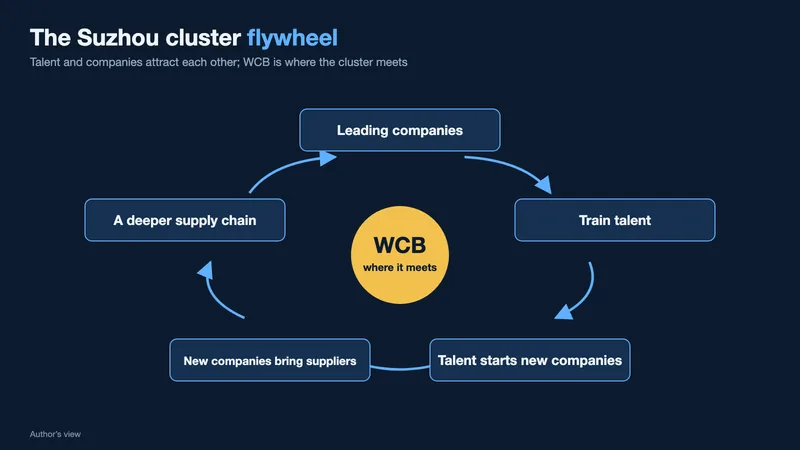 The Suzhou cluster flywheel
Talent and companies attract each other; WCB is where the cluster meets
Leading companies
A deeper supply chain
Train talent
WCB
where it meets
New companies bring suppliers
Talent starts new companies
Author's view